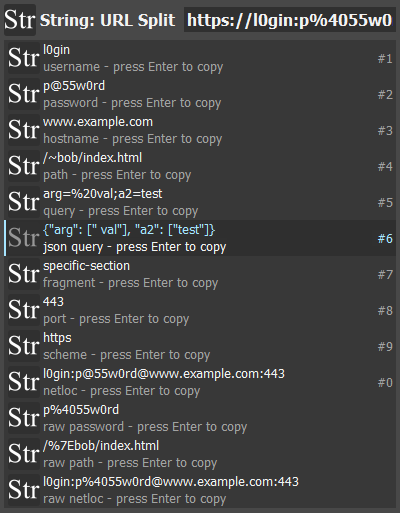 Str String: URL Split https://l0gin:p%4055w0
Str l0gin
username - press Enter to copy #1
Str p@55w0rd
password - press Enter to copy #2
Str www.example.com
hostname - press Enter to copy #3
Str /~bob/index.html
path - press Enter to copy #4
Str arg=%20val;a2=test
query - press Enter to copy #5
Str {"arg": [" val"], "a2": ["test"]}
json query - press Enter to copy #6
Str specific-section
fragment - press Enter to copy #7
Str 443
port - press Enter to copy #8
Str https
scheme - press Enter to copy #9
Str l0gin:p@55w0rd@www.example.com:443
netloc - press Enter to copy #0
Str p%4055w0rd
raw password - press Enter to copy
Str /%7Ebob/index.html
raw path - press Enter to copy
Str l0gin:p%4055w0rd@www.example.com:443
raw netloc - press Enter to copy